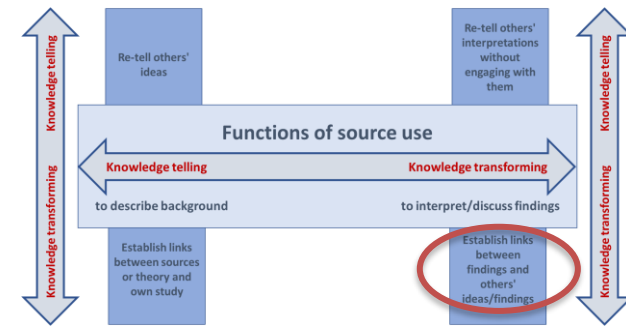 Knowledge telling
Knowledge transforming
Re-tell others'
ideas
Re-tell others'
interpretations
without
engaging with
them
Knowledge telling
Knowledge transforming
Functions of source use
Knowledge telling
Knowledge transforming
to describe background
to interpret/discuss findings
Establish links
between sources
or theory and
own study
Establish links
between
findings and
others'
ideas/findings